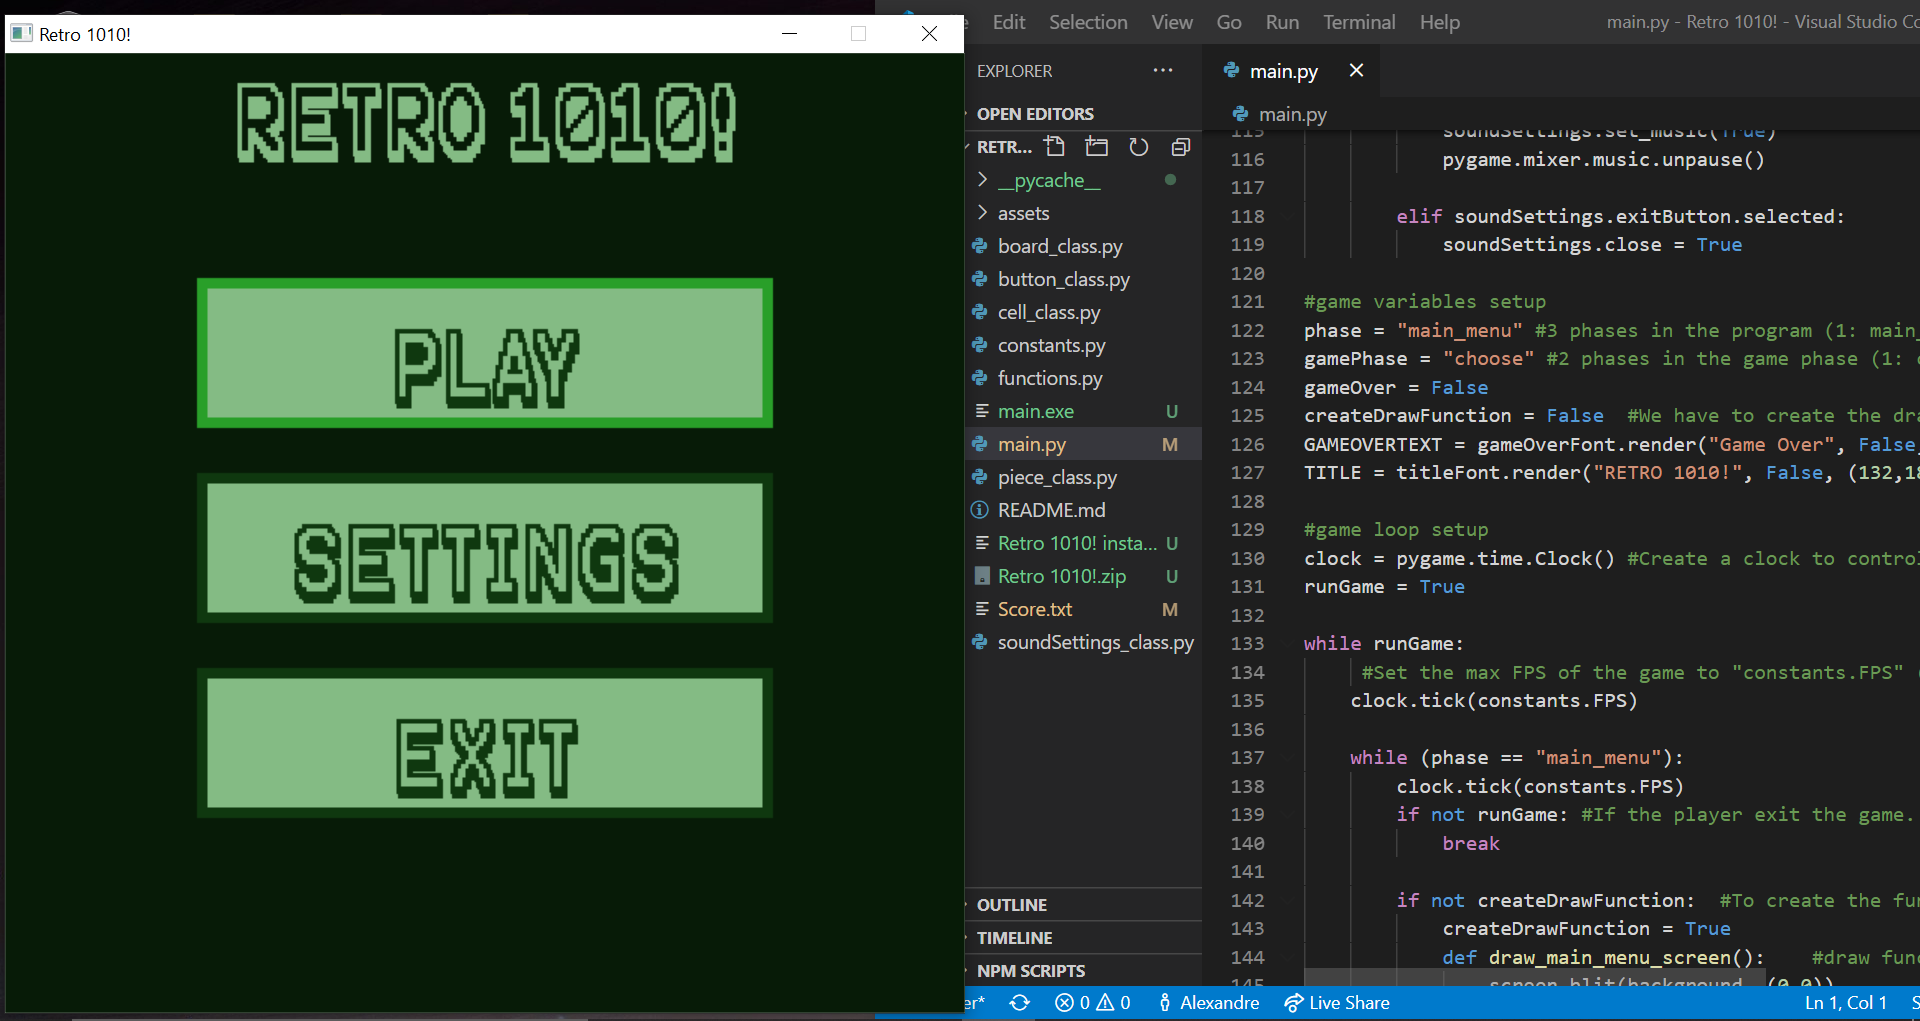 Retro 1010!
RETRO 1010!
PLAY
SETTINGS
EXIT
Edit Selection View Go Run Terminal Help
main.py - Retro 1010! - Visual Studio
EXPLORER
OPEN EDITORS
RETR...
__pycache__
assets
board_class.py
button_class.py
cell_class.py
constants.py
functions.py
main.exe U
main.py M
piece_class.py
README.md
Retro 1010! insta... U
Retro 1010!.zip U
Score.txt M
soundSettings_class.py
OUTLINE
TIMELINE
NPM SCRIPTS
main.py
main.py
115 soundSettings.set_music(True)
116 pygame.mixer.music.unpause()
117
118 elif soundSettings.exitButton.selected:
119 soundSettings.close = True
120
121 #game variables setup
122 phase = "main_menu" #3 phases in the program (1: main_
123 gamePhase = "choose" #2 phases in the game phase (1:
124 gameOver = False
125 createDrawFunction = False #We have to create the dra
126 GAMEOVERTEXT = gameOverFont.render("Game Over", False,
127 TITLE = titleFont.render("RETRO 1010!", False, (132,18
128
129 #game loop setup
130 clock = pygame.time.Clock() #Create a clock to control
131 runGame = True
132
133 while runGame:
134 #Set the max FPS of the game to "constants.FPS"
135 clock.tick(constants.FPS)
136
137 while (phase == "main_menu"):
138 clock.tick(constants.FPS)
139 if not runGame: #If the player exit the game.
140 break
141
142 if not createDrawFunction: #To create the fu
143 createDrawFunction = True
144 def draw_main_menu_screen(): #draw func
145 screen.blit(background, (0,0))
er* 0 0 Alexandre Live Share
Ln 1, Col 1